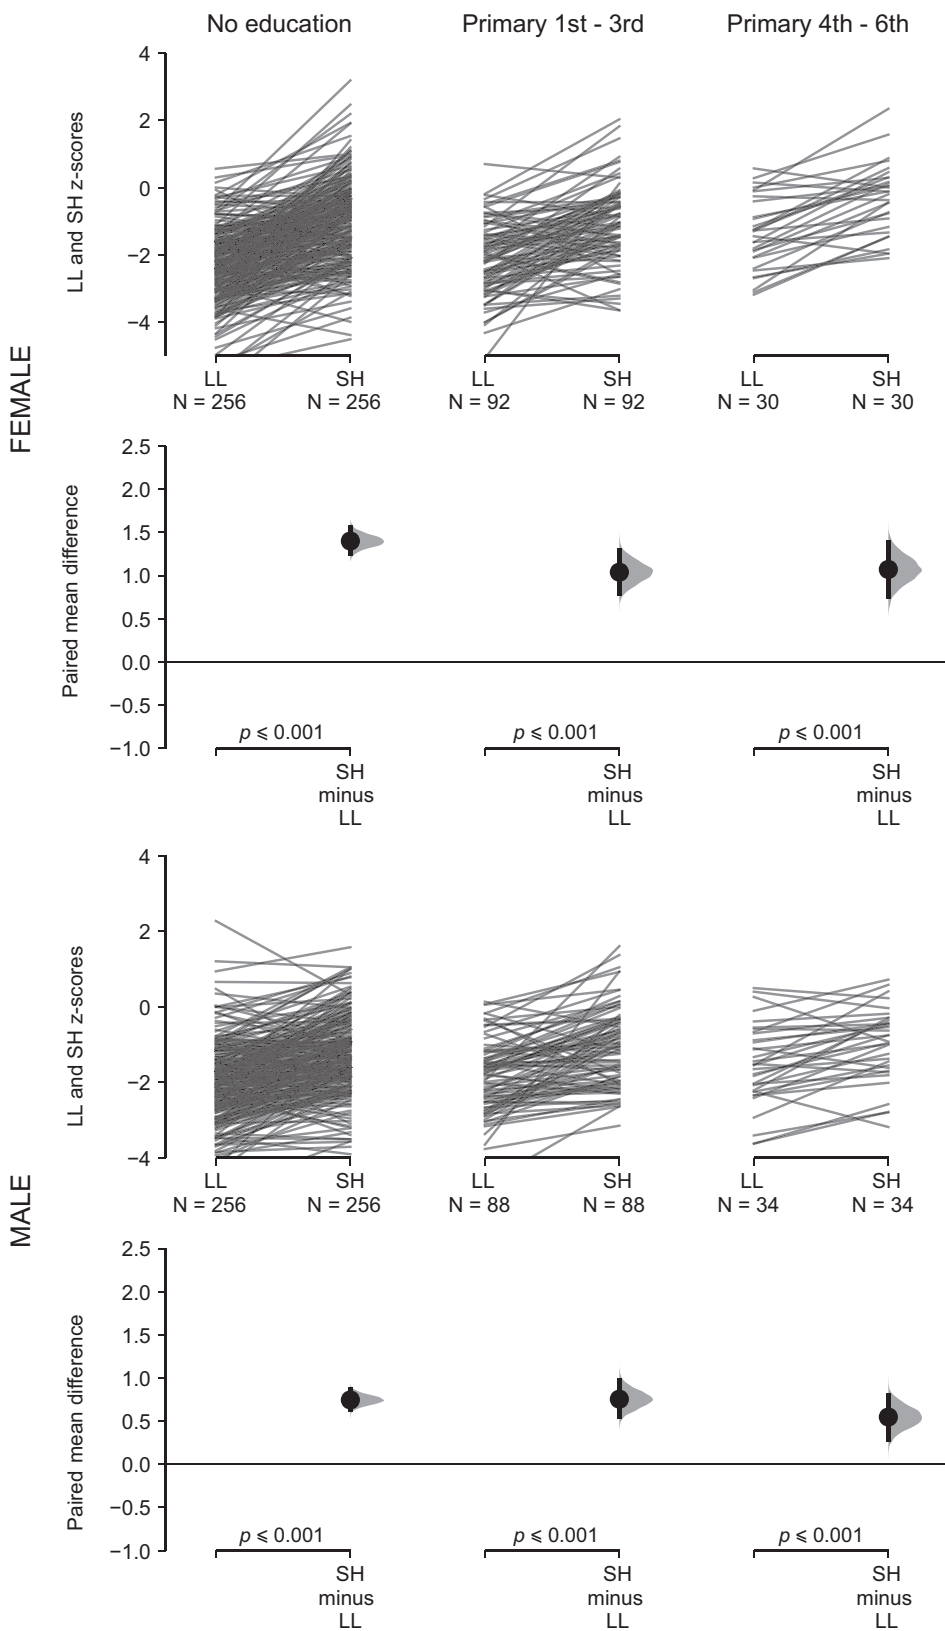 No education Primary 1st - 3rd Primary 4th - 6th
FEMALE
LL and SH z-scores
4
2
0
−2
−4
LL SH LL SH LL SH
N = 256 N = 256 N = 92 N = 92 N = 30 N = 30
Paired mean difference
2.5
2.0
1.5
1.0
0.5
0.0
−0.5
−1.0
p ⩽ 0.001 p ⩽ 0.001 p ⩽ 0.001
SH SH SH
minus minus minus
LL LL LL
MALE
LL and SH z-scores
4
2
0
−2
−4
LL SH LL SH LL SH
N = 256 N = 256 N = 88 N = 88 N = 34 N = 34
Paired mean difference
2.5
2.0
1.5
1.0
0.5
0.0
−0.5
−1.0
p ⩽ 0.001 p ⩽ 0.001 p ⩽ 0.001
SH SH SH
minus minus minus
LL LL LL